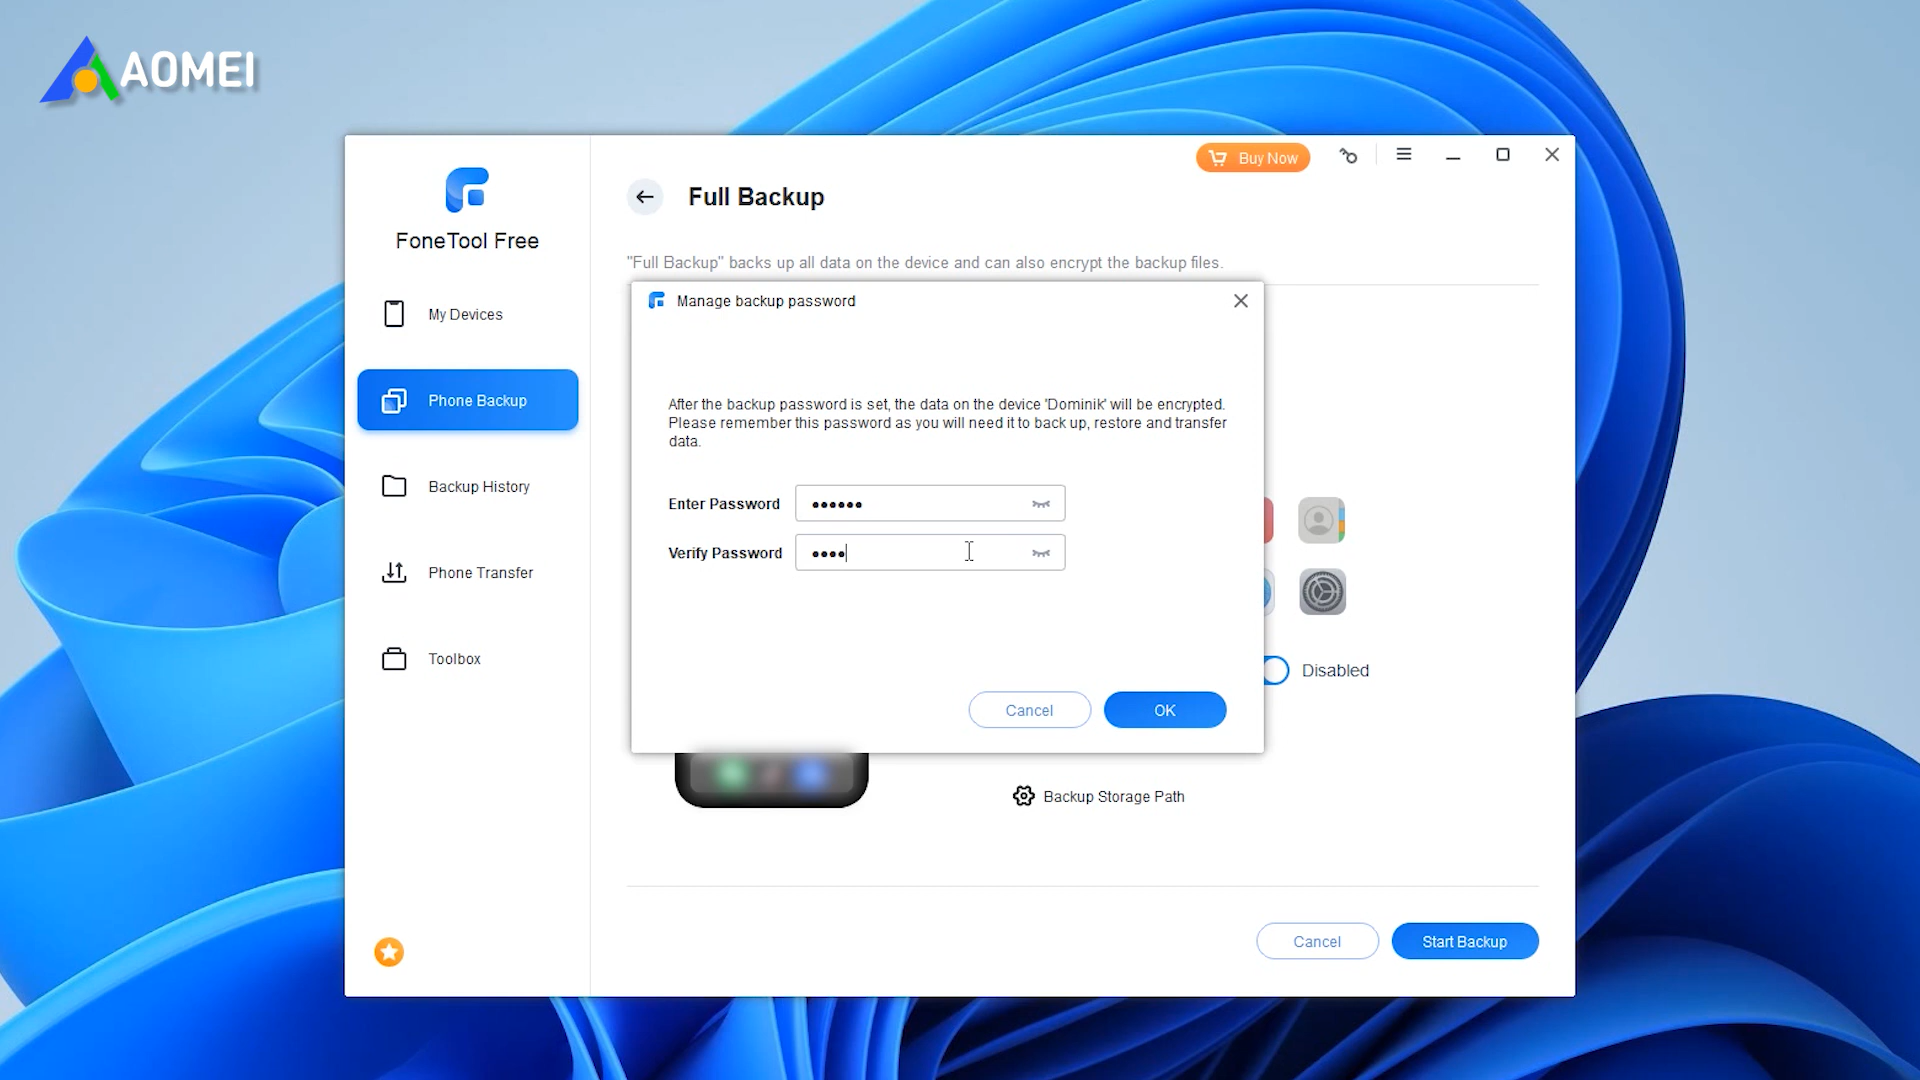 AOMEI
Buy Now
Full Backup
FoneTool Free
"Full Backup" backs up all data on the device and can also encrypt the backup files.
My Devices
Phone Backup
Backup History
Phone Transfer
Toolbox
Manage backup password
After the backup password is set, the data on the device 'Dominik' will be encrypted.
Please remember this password as you will need it to back up, restore and transfer
data.
Enter Password ••••••
Verify Password ••••
Cancel OK
Disabled
Backup Storage Path
Cancel Start Backup